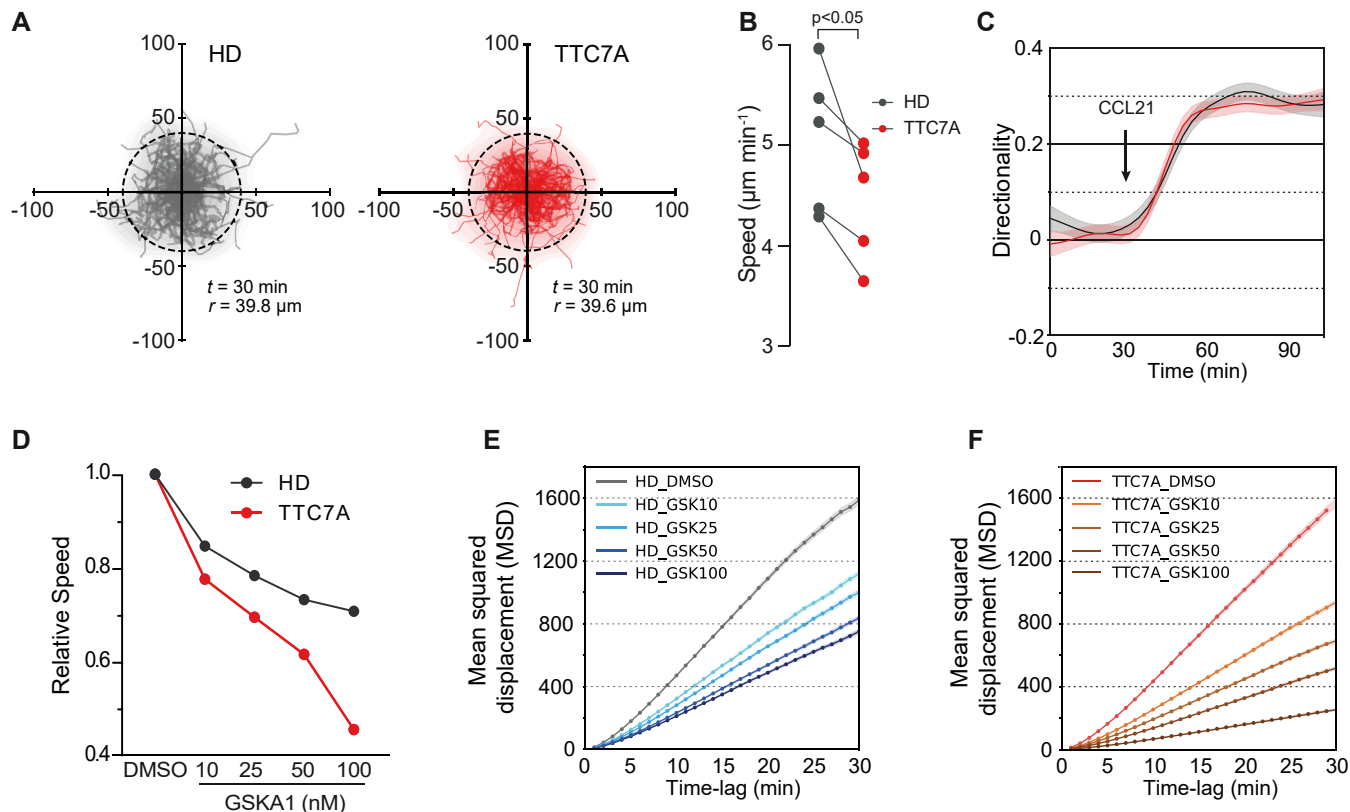 A
HD
100
50
-100
-50
50
100
-50
-100
t = 30 min
r = 39.8 µm
TTC7A
100
50
-100
-50
50
100
-50
-100
t = 30 min
r = 39.6 µm
B
p<0.05
6
5
4
3
Speed (µm min⁻¹)
HD
TTC7A
C
0.4
0.2
0
-0.2
Directionality
CCL21
0
30
60
90
Time (min)
D
1.0
0.8
0.6
0.4
Relative Speed
HD
TTC7A
DMSO
10
25
50
100
GSKA1 (nM)
E
1600
1200
800
400
0
Mean squared
displacement (MSD)
HD_DMSO
HD_GSK10
HD_GSK25
HD_GSK50
HD_GSK100
0
5
10
15
20
25
30
Time-lag (min)
F
1600
1200
800
400
0
Mean squared
displacement (MSD)
TTC7A_DMSO
TTC7A_GSK10
TTC7A_GSK25
TTC7A_GSK50
TTC7A_GSK100
0
5
10
15
20
25
30
Time-lag (min)